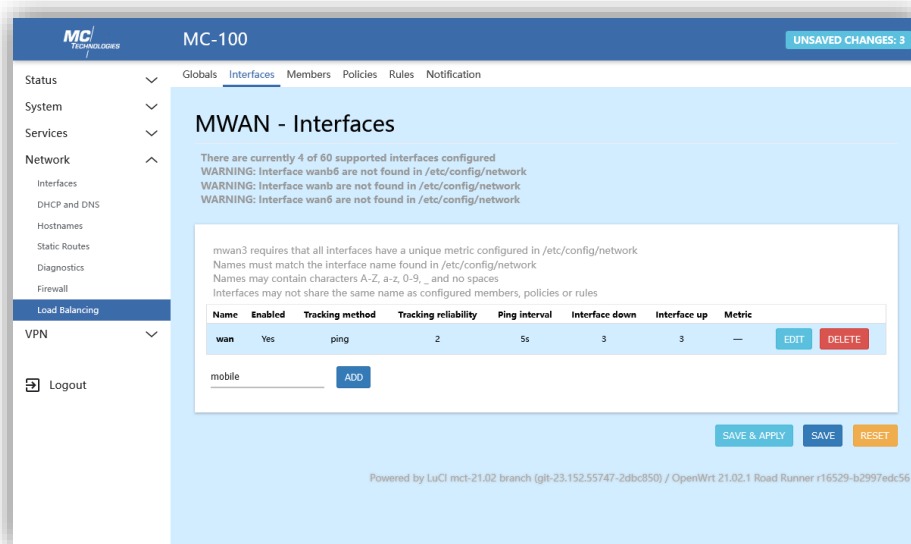 MC
TECHNOLOGIES
MC-100
UNSAVED CHANGES: 3
Status
System
Services
Network
Interfaces
DHCP and DNS
Hostnames
Static Routes
Diagnostics
Firewall
Load Balancing
VPN
Logout
Globals Interfaces Members Policies Rules Notification
MWAN - Interfaces
There are currently 4 of 60 supported interfaces configured
WARNING: Interface wanb6 are not found in /etc/config/network
WARNING: Interface wanb are not found in /etc/config/network
WARNING: Interface wan6 are not found in /etc/config/network
mwan3 requires that all interfaces have a unique metric configured in /etc/config/network
Names must match the interface name found in /etc/config/network
Names may contain characters A-Z, a-z, 0-9, _ and no spaces
Interfaces may not share the same name as configured members, policies or rules
Name Enabled Tracking method Tracking reliability Ping interval Interface down Interface up Metric
wan Yes ping 2 5s 3 3 — EDIT DELETE
mobile ADD
SAVE & APPLY SAVE RESET
Powered by LuCI mct-21.02 branch (git-23.152.55747-2dbc850) / OpenWrt 21.02.1 Road Runner r16529-b2997edc56